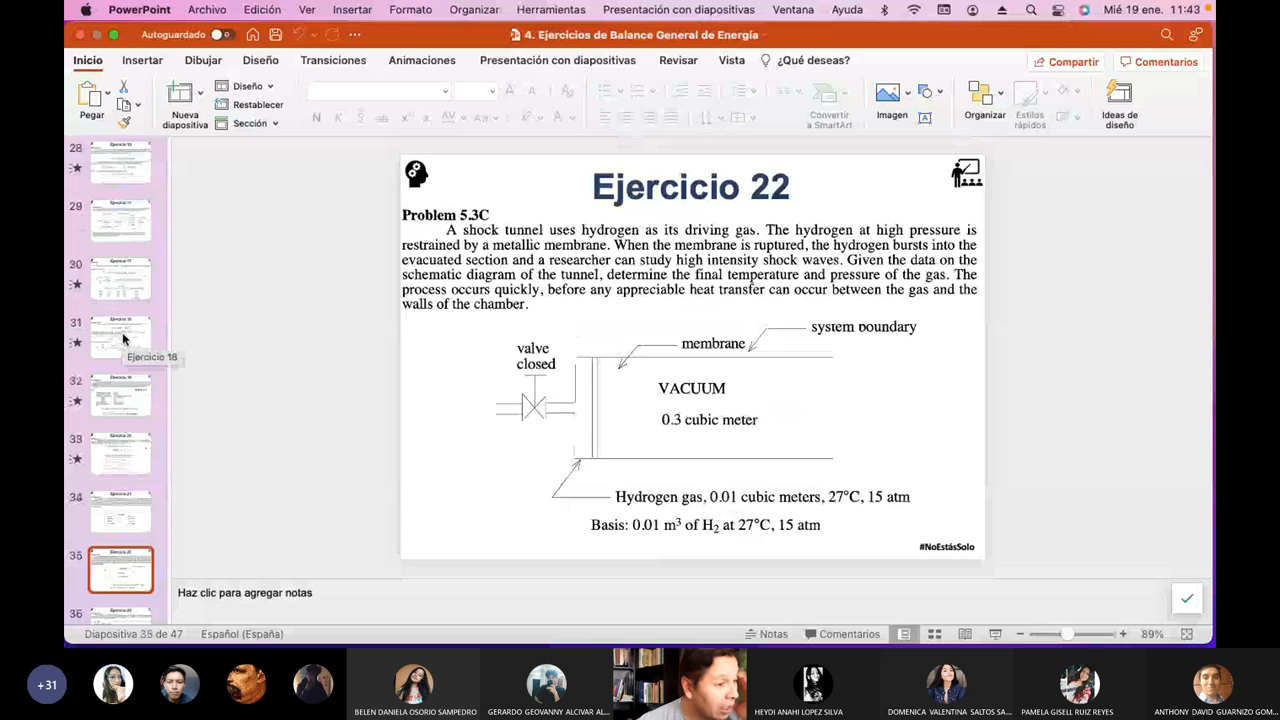 PowerPoint Archivo Edición Ver Insertar Formato Organizar Herramientas Presentación con diapositivas Ventana Ayuda Mié 19 ene. 11:43
Autoguardado 4. Ejercicios de Balance General de Energía
Inicio Insertar Dibujar Diseño Transiciones Animaciones Presentación con diapositivas Revisar Vista ¿Qué deseas? Compartir Comentarios
Pegar
Nueva diapositiva
Diseño
Restablecer
Sección
N
Convertir a SmartArt
Imagen
Organizar
Estilos rápidos
Ideas de diseño
28
29
30
31
Ejercicio 18
32
33
34
35
36
Ejercicio 22
Problem 5.3C
A shock tunnel uses hydrogen as its driving gas. The hydrogen at high pressure is
restrained by a metallic membrane. When the membrane is ruptured, the hydrogen bursts into the
evacuated section and a researcher can study high intensity shock waves. Given the data on the
schematic diagram of the tunnel, determine the final temperature and pressure of the gas. The
process occurs quickly, before any appreciable heat transfer can occur between the gas and the
walls of the chamber.
system boundary
membrane
valve
closed
VACUUM
0.3 cubic meter
Hydrogen gas, 0.01 cubic meters, 27°C, 15 atm
Basis: 0.01 m³ of H₂ at 27°C, 15 atm
#NoEstásSolo
Haz clic para agregar notas
Diapositiva 35 de 47 Español (España) Notas Comentarios 89%
+31
BELEN DANIELA OSORIO SAMPEDRO
GERARDO GEOVANNY ALCIVAR AL...
HEYDI ANAHI LOPEZ SILVA
DOMENICA VALENTINA SALTOS SA...
PAMELA GISELL RUIZ REYES
ANTHONY DAVID GUARNIZO GOM...